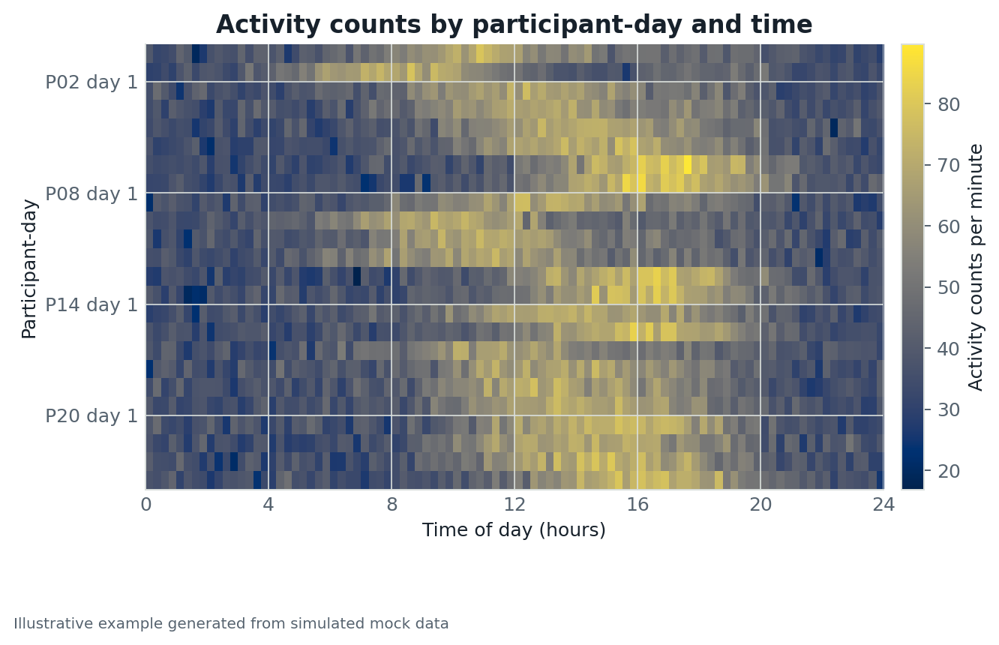 Activity counts by participant-day and time
Participant-day
P02 day 1
P08 day 1
P14 day 1
P20 day 1
0 4 8 12 16 20 24
Time of day (hours)
80
70
60
50
40
30
20
Activity counts per minute
Illustrative example generated from simulated mock data